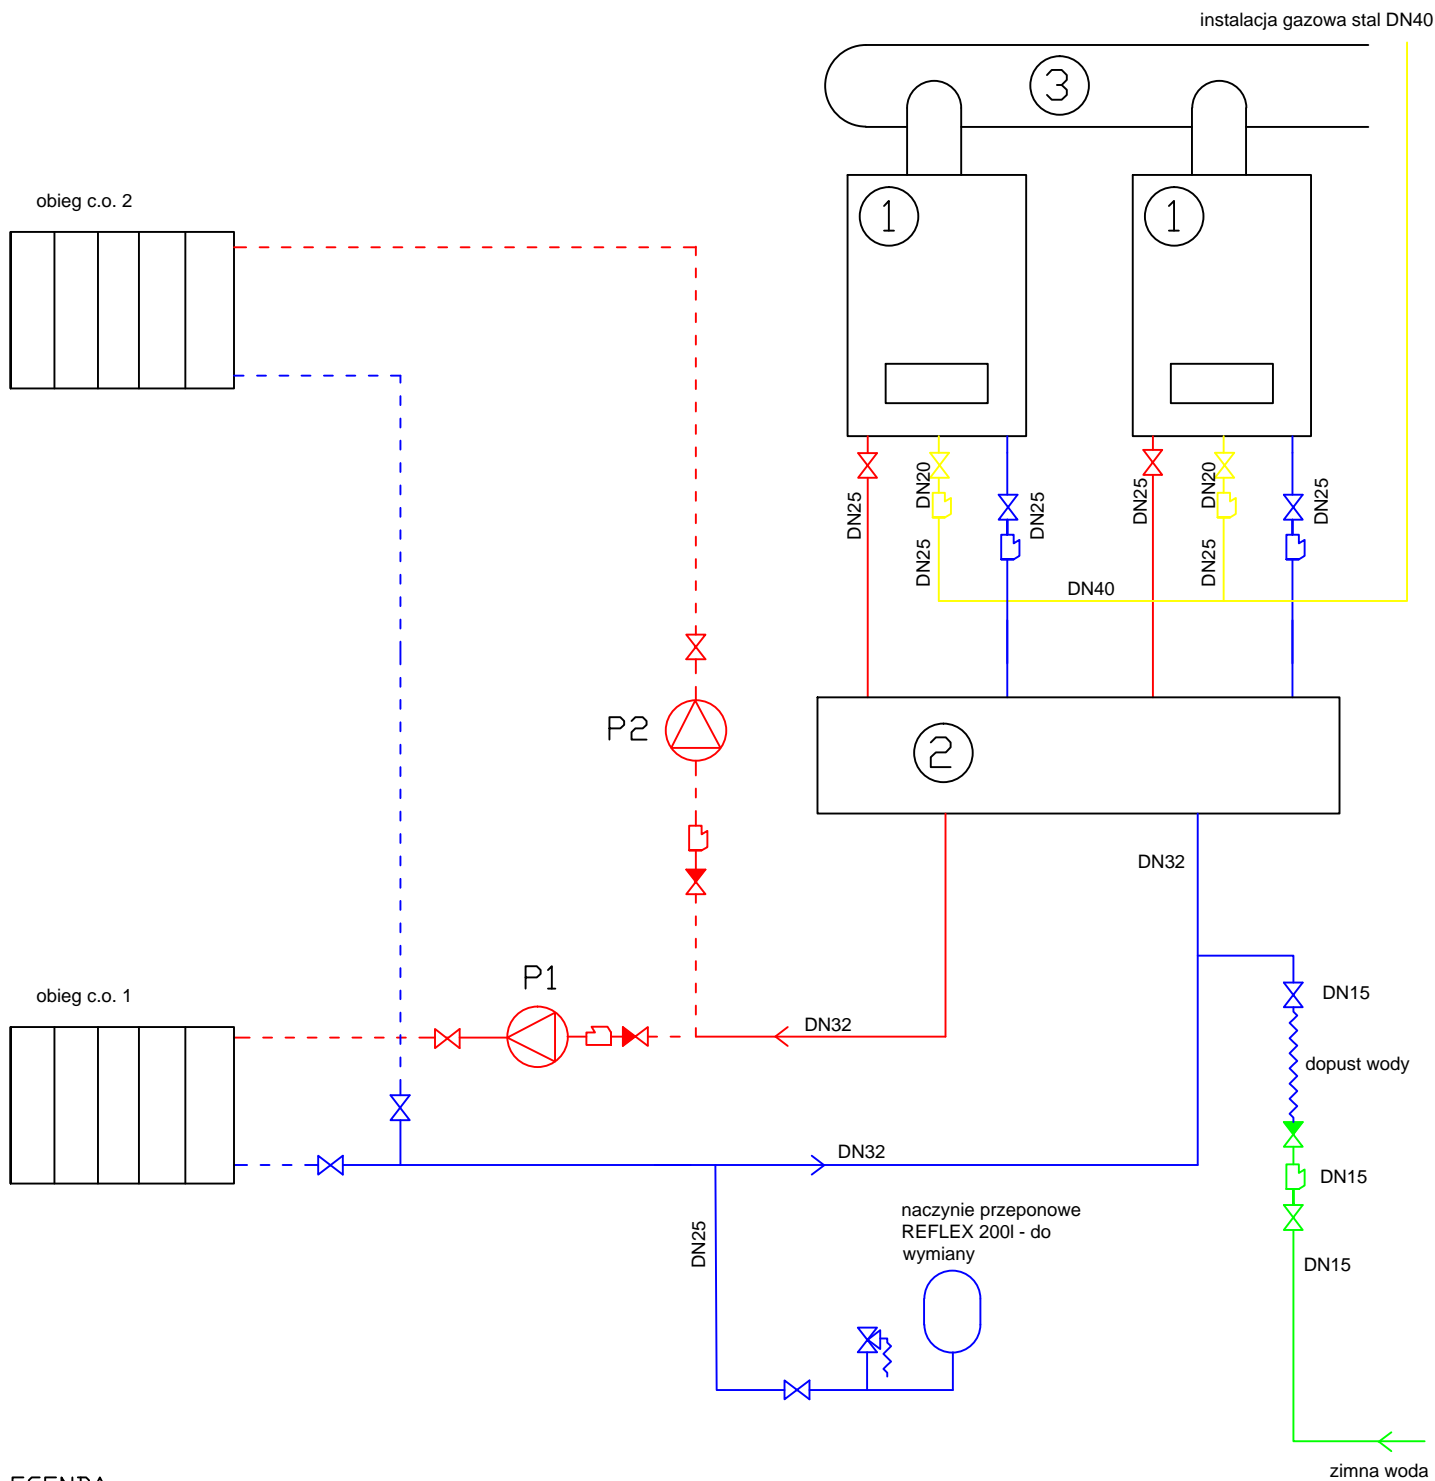 instalacja gazowa stal DN40
3
1
1
obieg c.o. 2
DN25
DN20
DN25
DN25
DN25
DN20
DN25
DN25
DN40
P2
2
DN32
P1
obieg c.o. 1
DN32
DN15
dopust wody
DN32
DN15
naczynie przeponowe
REFLEX 200l - do
wymiany
DN25
DN15
zimna woda